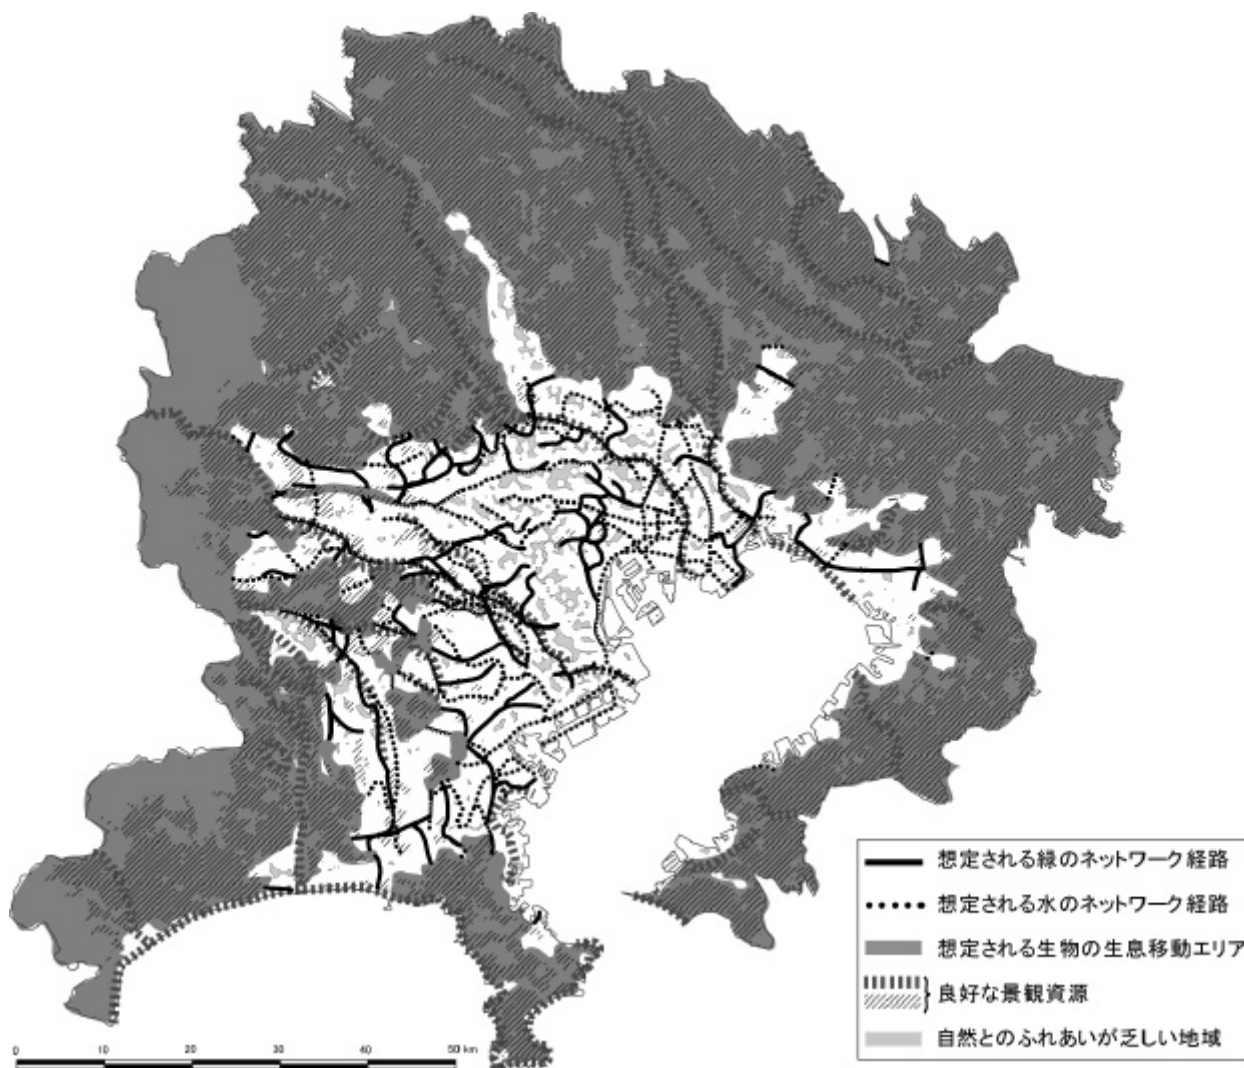 想定される緑のネットワーク経路
想定される水のネットワーク経路
想定される生物の生息移動エリア
良好な景観資源
自然とのふれあいが乏しい地域
0 10 20 30 40 50 km